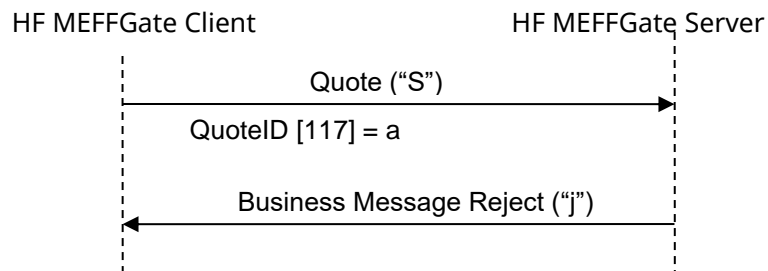 HF MEFFGate Client HF MEFFGate Server
Quote (“S”)
QuoteID [117] = a
Business Message Reject (“j”)